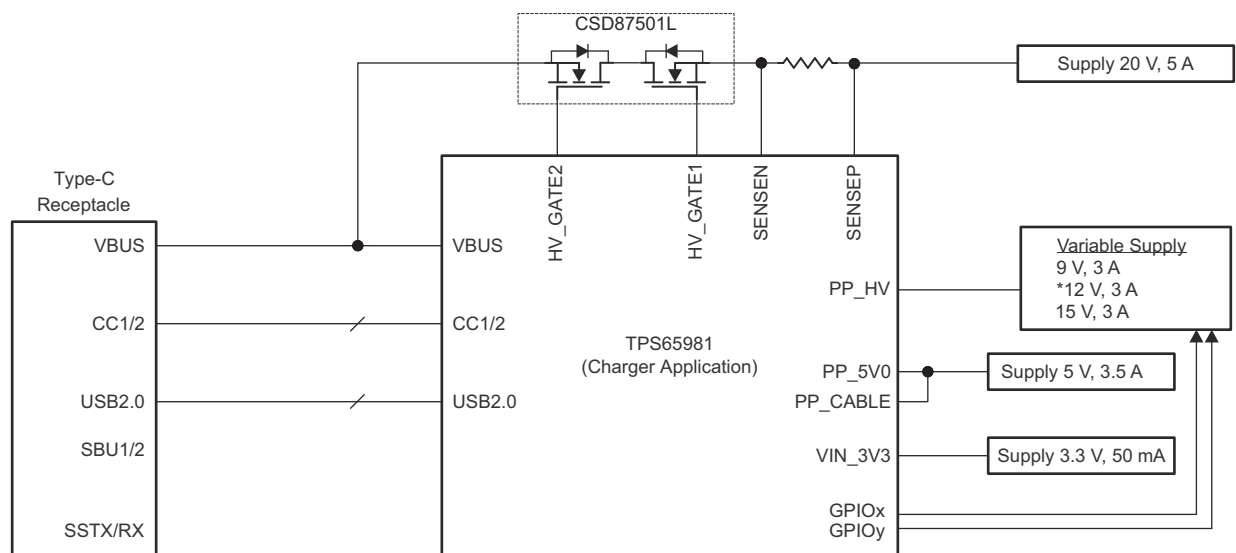 CSD87501L
Supply 20 V, 5 A
HV_GATE2
HV_GATE1
SENSEN
SENSEP
Type-C
Receptacle
VBUS
VBUS
Variable Supply
9 V, 3 A
*12 V, 3 A
15 V, 3 A
PP_HV
CC1/2
CC1/2
TPS65981
(Charger Application)
PP_5V0
Supply 5 V, 3.5 A
USB2.0
USB2.0
PP_CABLE
SBU1/2
VIN_3V3
Supply 3.3 V, 50 mA
GPIOx
SSTX/RX
GPIOy